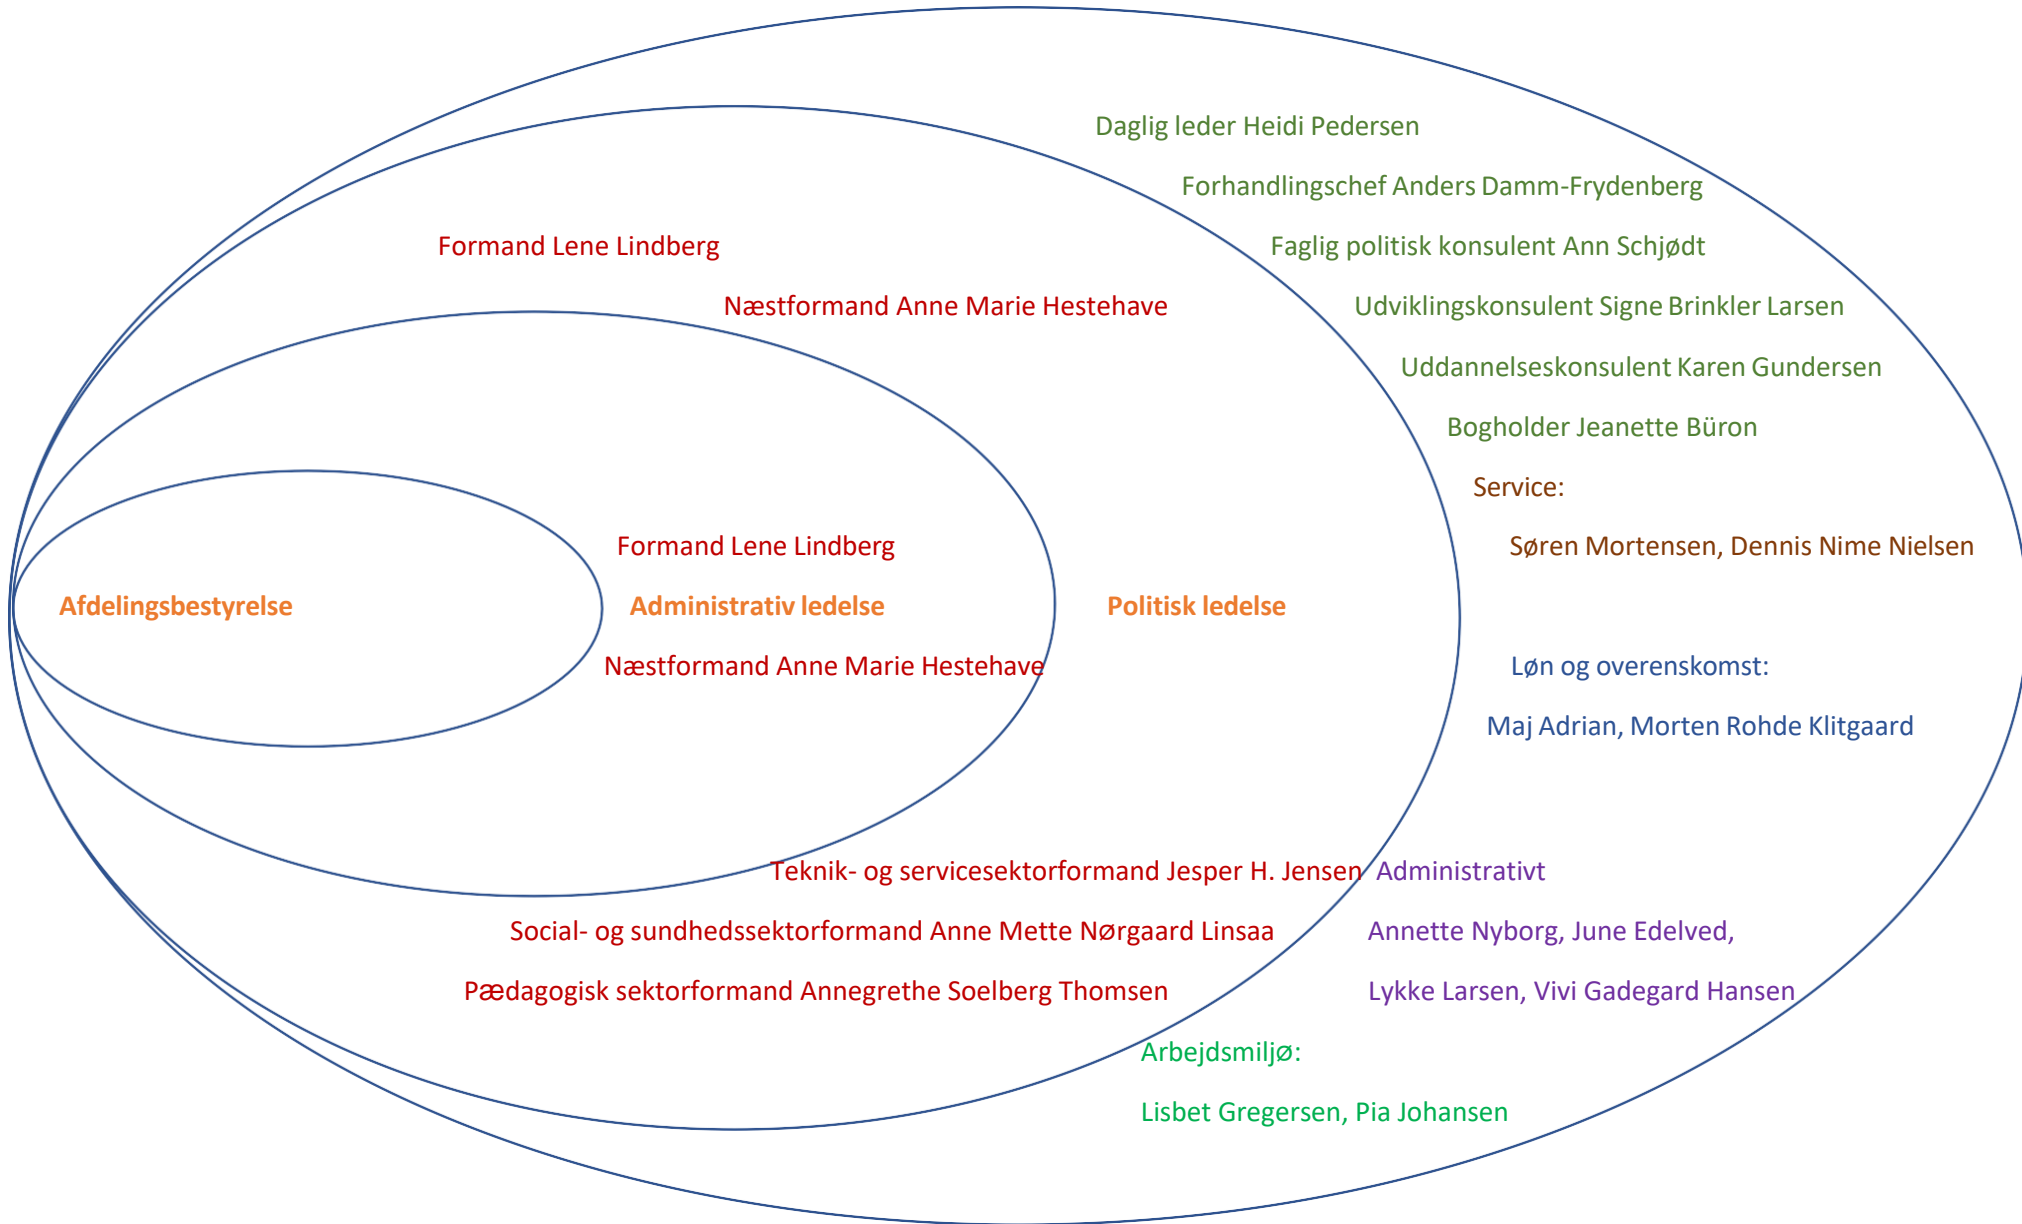 Daglig leder Heidi Pedersen
Forhandlingschef Anders Damm-Frydenberg
Formand Lene Lindberg
Faglig politisk konsulent Ann Schjødt
Næstformand Anne Marie Hestehave
Udviklingskonsulent Signe Brinkler Larsen
Uddannelseskonsulent Karen Gundersen
Bogholder Jeanette Büron
Service:
Formand Lene Lindberg
Søren Mortensen, Dennis Nime Nielsen
Afdelingsbestyrelse
Administrativ ledelse
Politisk ledelse
Næstformand Anne Marie Hestehave
Løn og overenskomst:
Maj Adrian, Morten Rohde Klitgaard
Teknik- og servicesektorformand Jesper H. Jensen
Administrativt
Social- og sundhedssektorformand Anne Mette Nørgaard Linsaa
Annette Nyborg, June Edelved,
Pædagogisk sektorformand Annegrethe Soelberg Thomsen
Lykke Larsen, Vivi Gadegard Hansen
Arbejdsmiljø:
Lisbet Gregersen, Pia Johansen